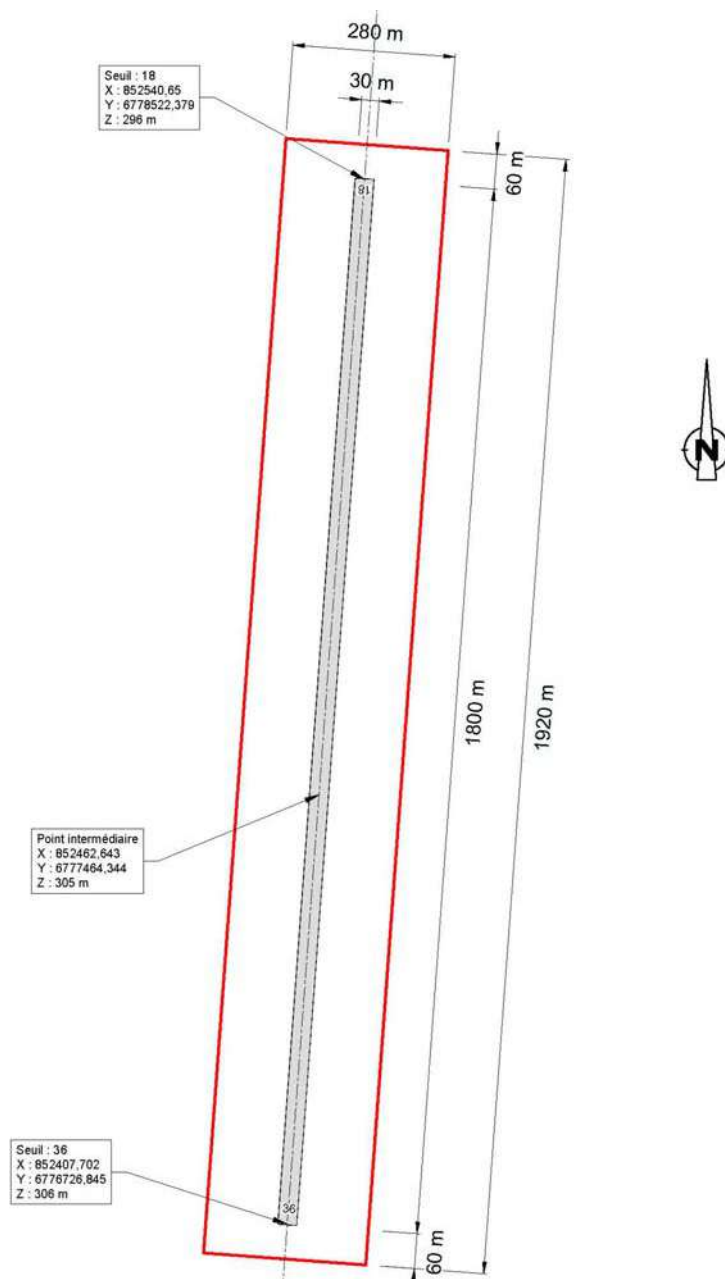 280 m
30 m
Seuil : 18
X : 852540,65
Y : 6778522,379
Z : 296 m
60 m
18
N
1800 m
1920 m
Point intermédiaire
X : 852462,643
Y : 6777464,344
Z : 305 m
Seuil : 36
X : 852407,702
Y : 6776726,845
Z : 306 m
36
60 m